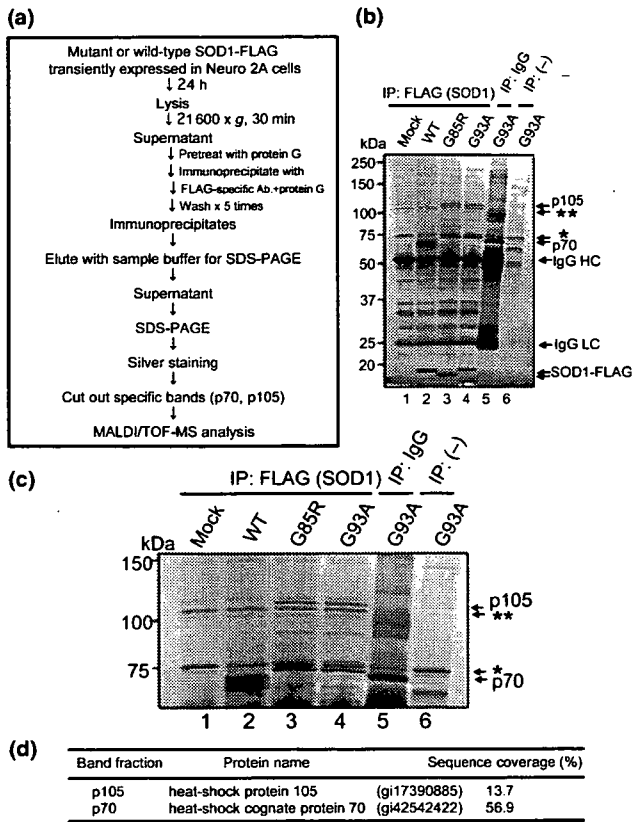 (a)
Mutant or wild-type SOD1-FLAG
transiently expressed in Neuro 2A cells
↓ 24 h
Lysis
↓ 21 600 x g, 30 min
Supernatant
↓ Pretreat with protein G
↓ Immunoprecipitate with
↓ FLAG-specific Ab.+protein G
↓ Wash x 5 times
Immunoprecipitates
↓
Elute with sample buffer for SDS-PAGE
↓
Supernatant
↓
SDS-PAGE
↓
Silver staining
↓
Cut out specific bands (p70, p105)
↓
MALDI/TOF-MS analysis
(b)
IP: FLAG (SOD1)
IP: IgG
IP: (–)
Mock
WT
G85R
G93A
G93A
G93A
kDa
250
150
100
75
50
37
25
20
p105
**
*
p70
IgG HC
IgG LC
SOD1-FLAG
1 2 3 4 5 6
(c)
IP: FLAG (SOD1)
IP: IgG
IP: (–)
Mock
WT
G85R
G93A
G93A
G93A
kDa
150
100
75
p105
**
*
p70
1 2 3 4 5 6
(d)
Band fraction Protein name Sequence coverage (%)
p105 heat-shock protein 105 (gi17390885) 13.7
p70 heat-shock cognate protein 70 (gi42542422) 56.9